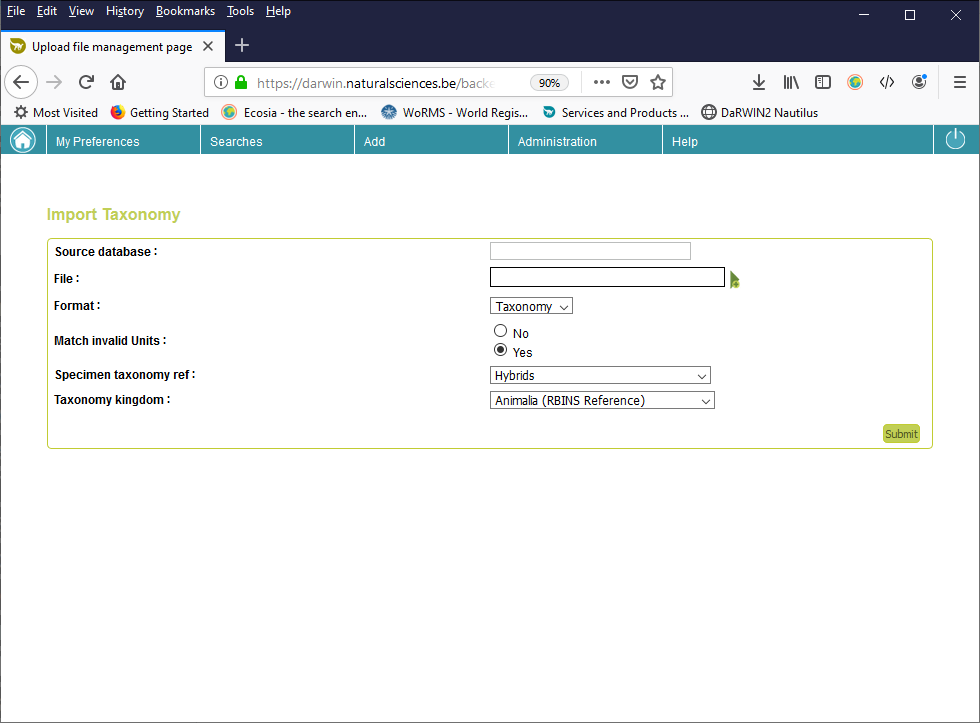 File Edit View History Bookmarks Tools Help
Upload file management page
https://darwin.naturalsciences.be/backe
90%
Most Visited Getting Started Ecosia - the search en... WoRMS - World Regis... Services and Products ... DaRWIN2 Nautilus
My Preferences Searches Add Administration Help
Import Taxonomy
Source database :
File :
Format : Taxonomy
Match invalid Units : No
Yes
Specimen taxonomy ref : Hybrids
Taxonomy kingdom : Animalia (RBINS Reference)
Submit